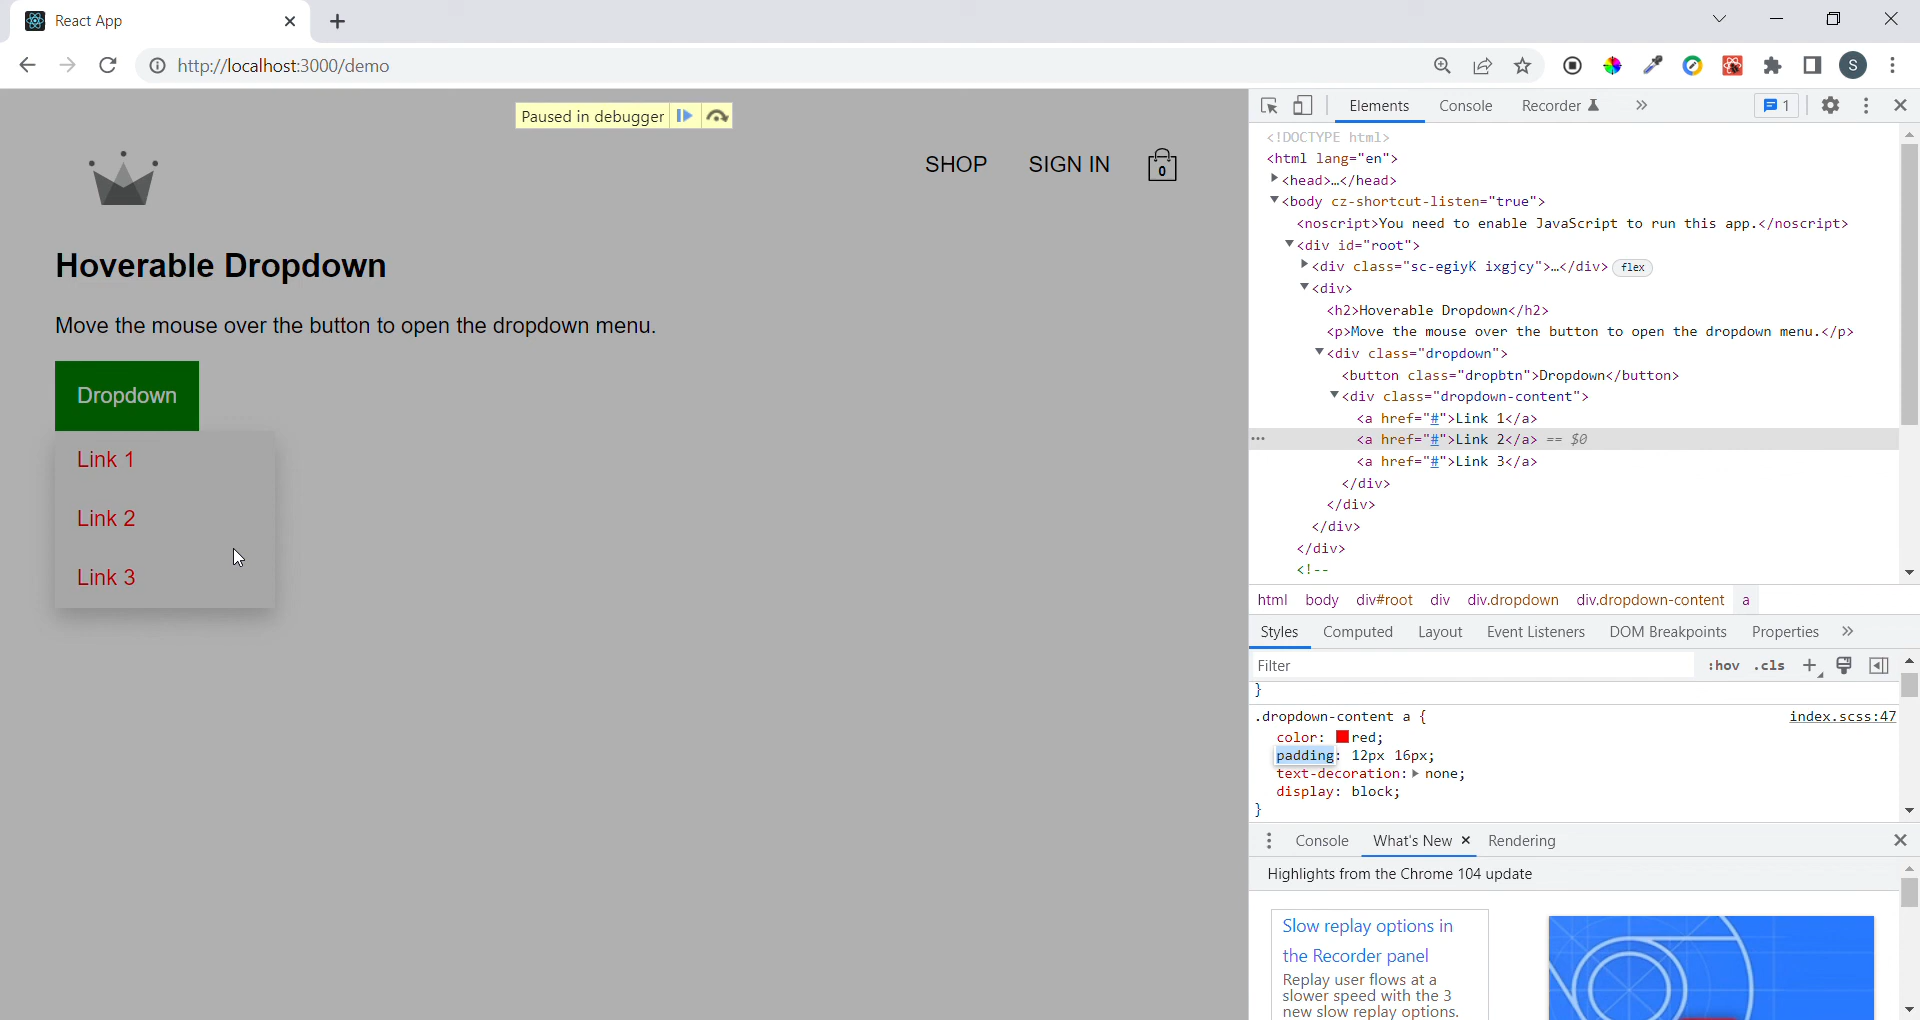 React App
http://localhost:3000/demo
S
Paused in debugger
SHOP SIGN IN 0
Hoverable Dropdown
Move the mouse over the button to open the dropdown menu.
Dropdown
Link 1
Link 2
Link 3
Elements Console Recorder » 1
<!DOCTYPE html>
<html lang="en">
<head>…</head>
<body cz-shortcut-listen="true">
<noscript>You need to enable JavaScript to run this app.</noscript>
<div id="root">
<div class="sc-egiyK ixgjcy">…</div> flex
<div>
<h2>Hoverable Dropdown</h2>
<p>Move the mouse over the button to open the dropdown menu.</p>
<div class="dropdown">
<button class="dropbtn">Dropdown</button>
<div class="dropdown-content">
<a href="#">Link 1</a>
<a href="#">Link 2</a> == $0
<a href="#">Link 3</a>
</div>
</div>
</div>
</div>
<!--
html body div#root div div.dropdown div.dropdown-content a
Styles Computed Layout Event Listeners DOM Breakpoints Properties »
Filter :hov .cls +
}
.dropdown-content a { index.scss:47
color: red;
padding: 12px 16px;
text-decoration: none;
display: block;
}
Console What's New Rendering
Highlights from the Chrome 104 update
Slow replay options in
the Recorder panel
Replay user flows at a
slower speed with the 3
new slow replay options.